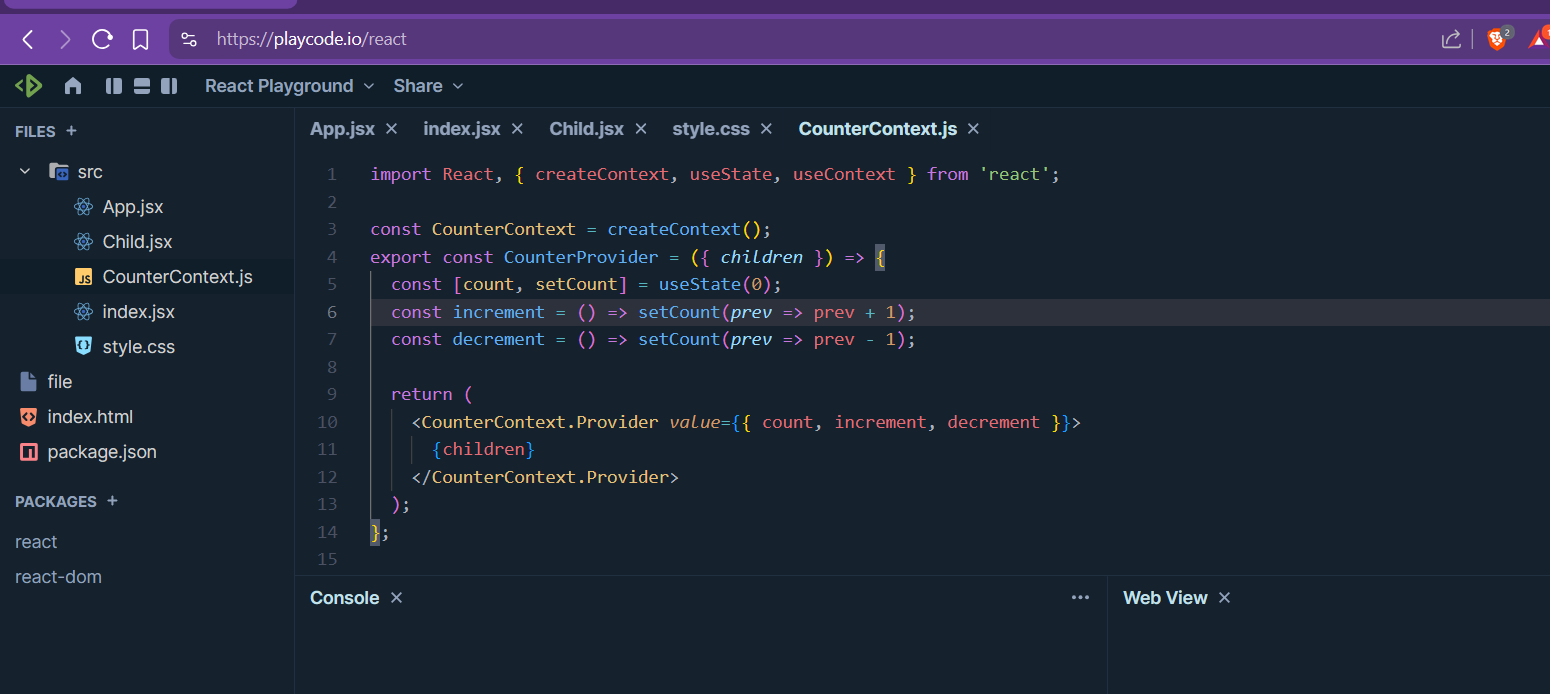 https://playcode.io/react
2
React Playground
Share
FILES +
App.jsx ×
index.jsx ×
Child.jsx ×
style.css ×
CounterContext.js ×
src
App.jsx
Child.jsx
JS CounterContext.js
index.jsx
style.css
file
index.html
package.json
PACKAGES +
react
react-dom
1 import React, { createContext, useState, useContext } from 'react';
2
3 const CounterContext = createContext();
4 export const CounterProvider = ({ children }) => {
5 const [count, setCount] = useState(0);
6 const increment = () => setCount(prev => prev + 1);
7 const decrement = () => setCount(prev => prev - 1);
8
9 return (
10 <CounterContext.Provider value={{ count, increment, decrement }}>
11 {children}
12 </CounterContext.Provider>
13 );
14 };
15
Console ×
Web View ×